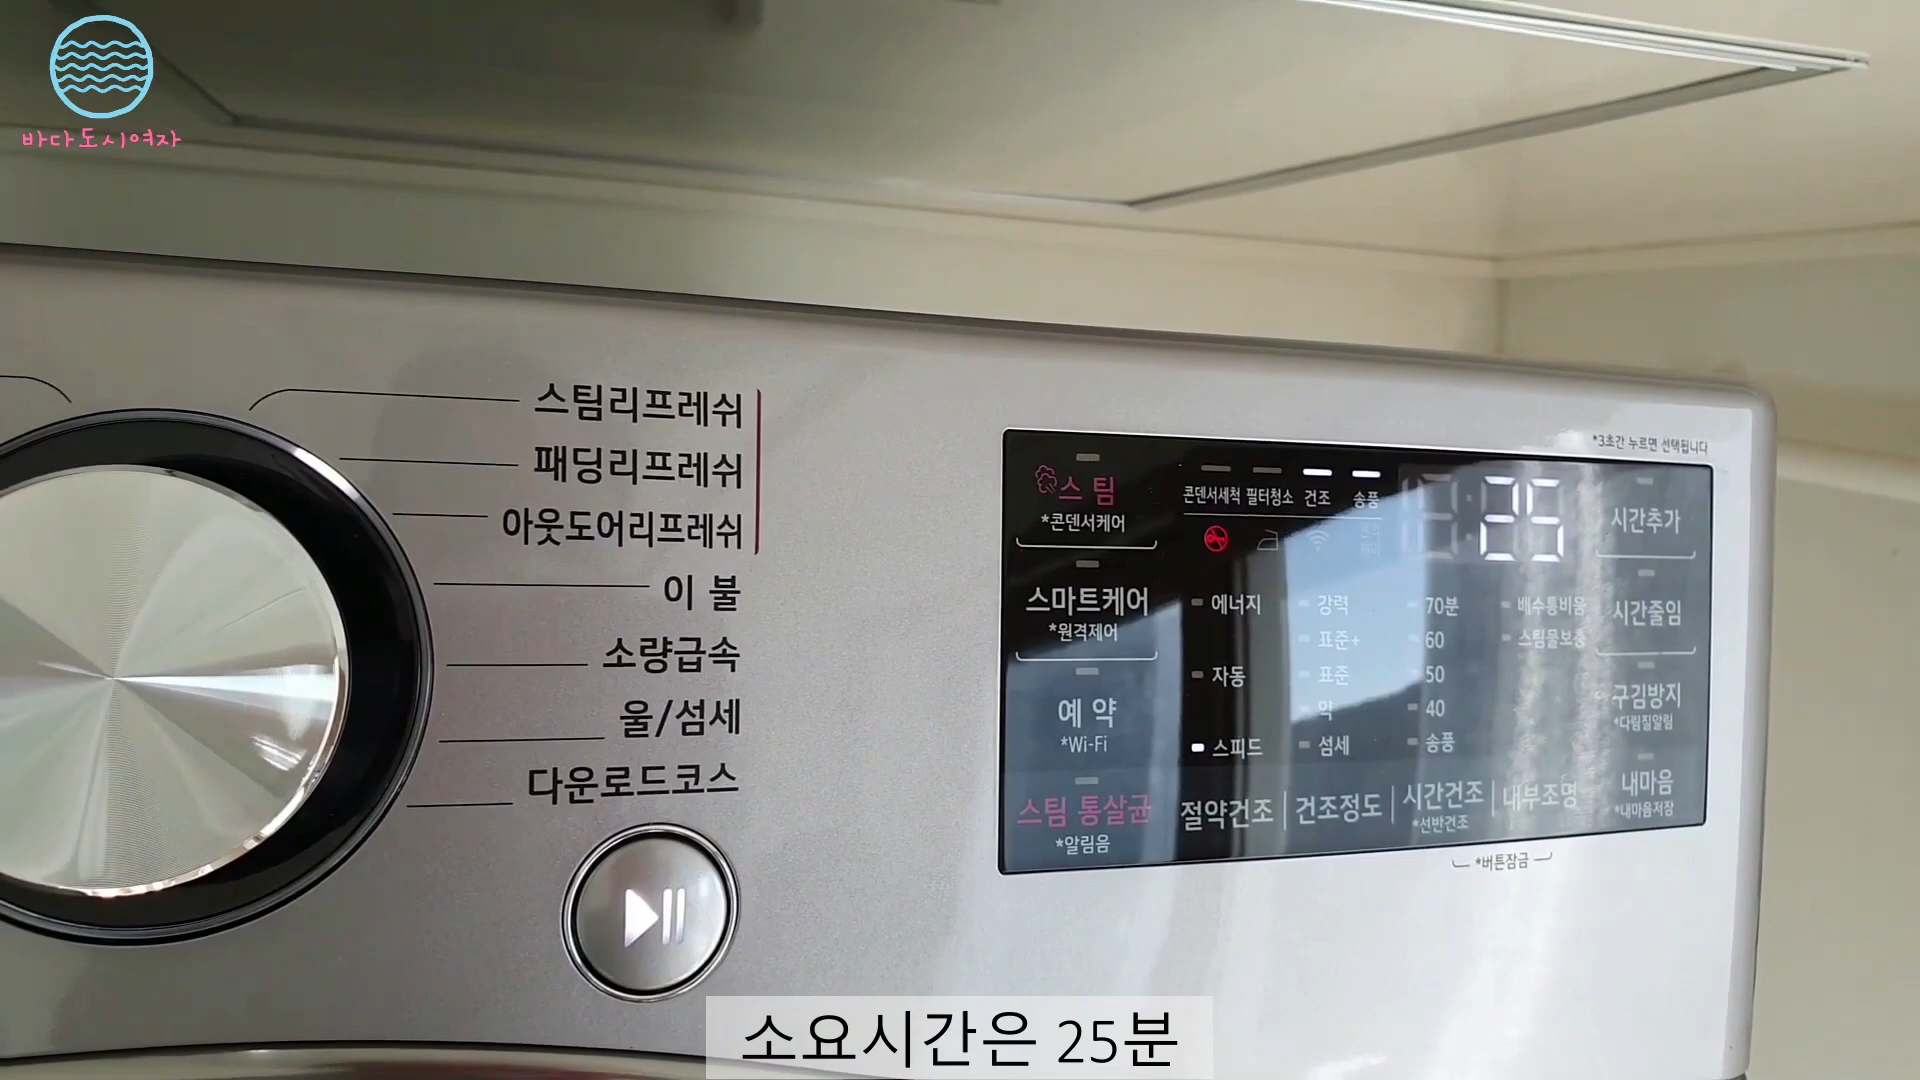 바다도시여자
스팀리프레쉬
패딩리프레쉬
아웃도어리프레쉬
이 불
소량급속
울/섬세
다운로드코스
*3초간 누르면 선택됩니다
스 팀
*콘덴서케어
스마트케어
*원격제어
예 약
*Wi-Fi
스팀 통살균
*알림음
콘덴서세척 필터청소 건조 송풍
25
에너지
자동
스피드
강력
표준+
표준
약
섬세
70분
60
50
40
송풍
배수통비움
스팀물보충
절약건조 | 건조정도 | 시간건조 | 내부조명
*선반건조
시간추가
시간줄임
구김방지
*다림질알림
내마음
*내마음저장
*버튼잠금
소요시간은 25분